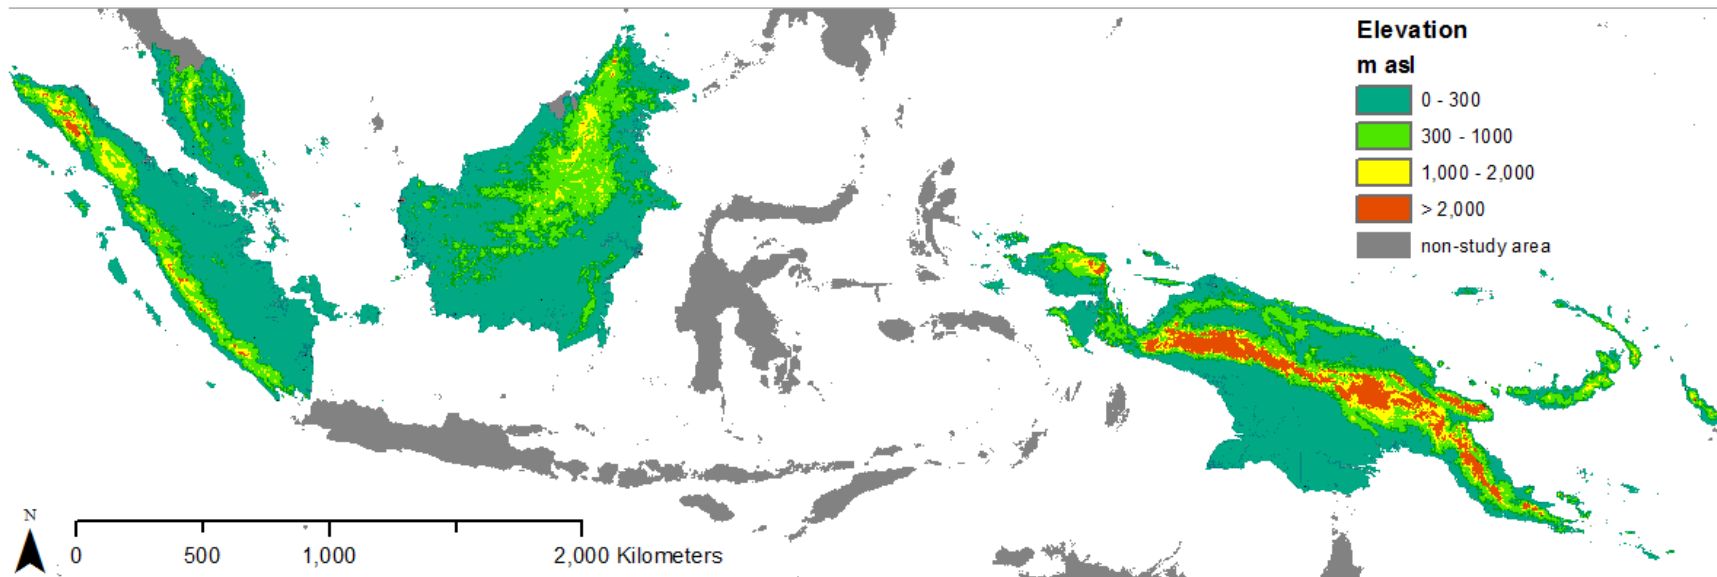 Elevation
m asl
0 - 300
300 - 1000
1,000 - 2,000
> 2,000
non-study area
N
0 500 1,000 2,000 Kilometers